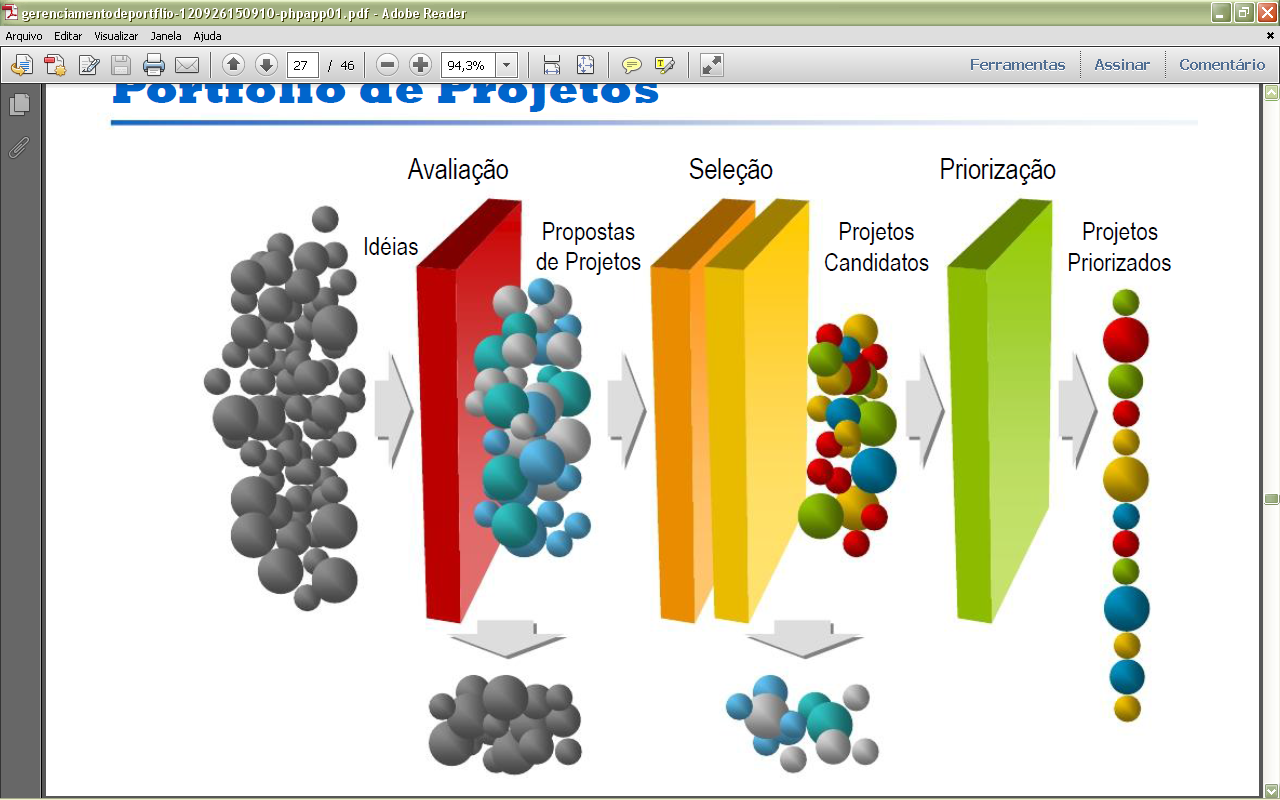 gerenciamentodeportflio-120926150910-phpapp01.pdf - Adobe Reader
Arquivo Editar Visualizar Janela Ajuda
27 / 46 94,3% Ferramentas Assinar Comentário
Portfólio de Projetos
Avaliação Seleção Priorização
Idéias
Propostas
de Projetos
Projetos
Candidatos
Projetos
Priorizados